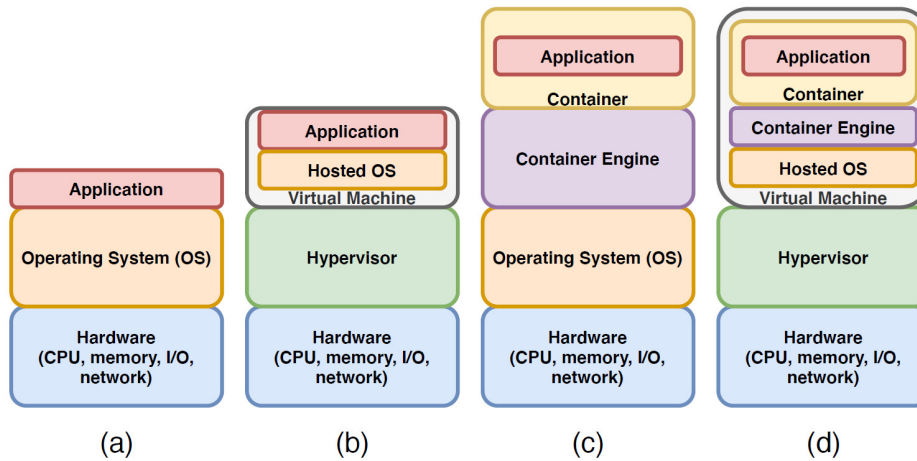 Application
Operating System (OS)
Hardware
(CPU, memory, I/O,
network)
(a)
Application
Hosted OS
Virtual Machine
Hypervisor
Hardware
(CPU, memory, I/O,
network)
(b)
Application
Container
Container Engine
Operating System (OS)
Hardware
(CPU, memory, I/O,
network)
(c)
Application
Container
Container Engine
Hosted OS
Virtual Machine
Hypervisor
Hardware
(CPU, memory, I/O,
network)
(d)